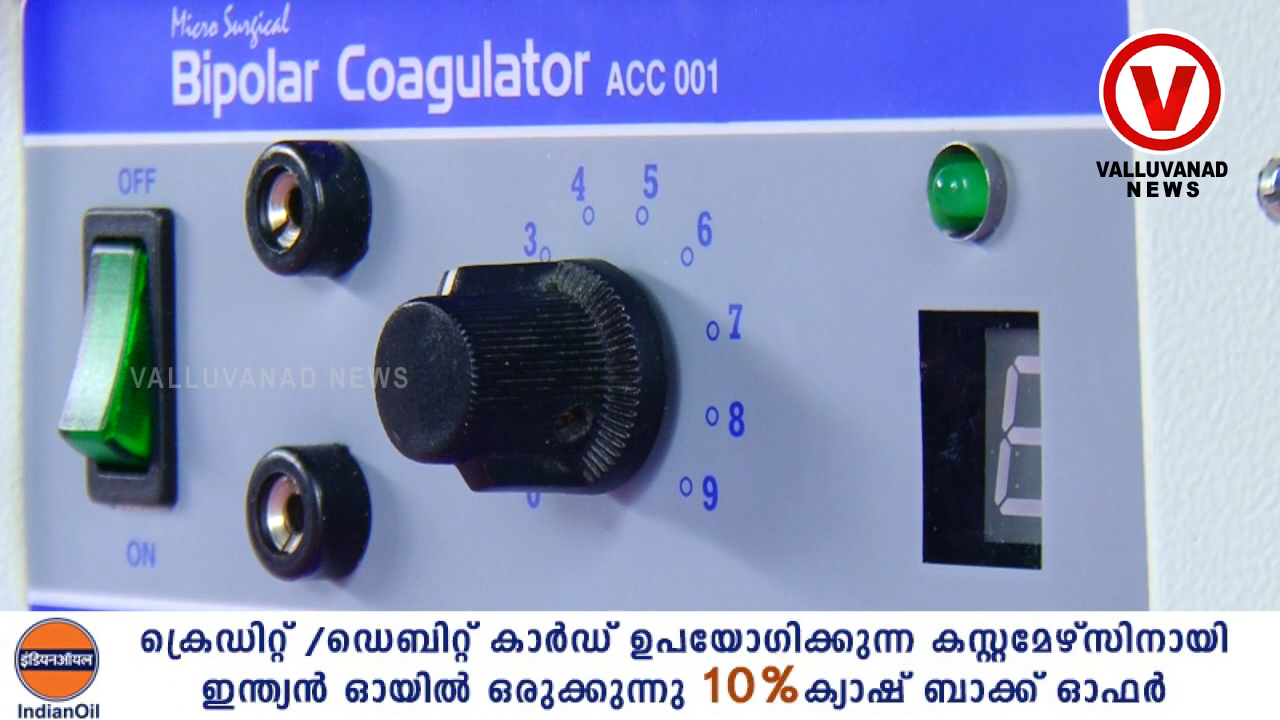 Micro Surgical
Bipolar Coagulator ACC 001
V
VALLUVANAD
NEWS
OFF
4
5
3
6
7
VALLUVANAD NEWS
8
0
9
ON
ക്രെഡിറ്റ് /ഡെബിറ്റ് കാർഡ് ഉപയോഗിക്കുന്ന കസ്റ്റമേഴ്സിനായി
इंडियनऑयल
ഇന്ത്യൻ ഓയിൽ ഒരുക്കുന്നു 10% ക്യാഷ് ബാക്ക് ഓഫർ
IndianOil